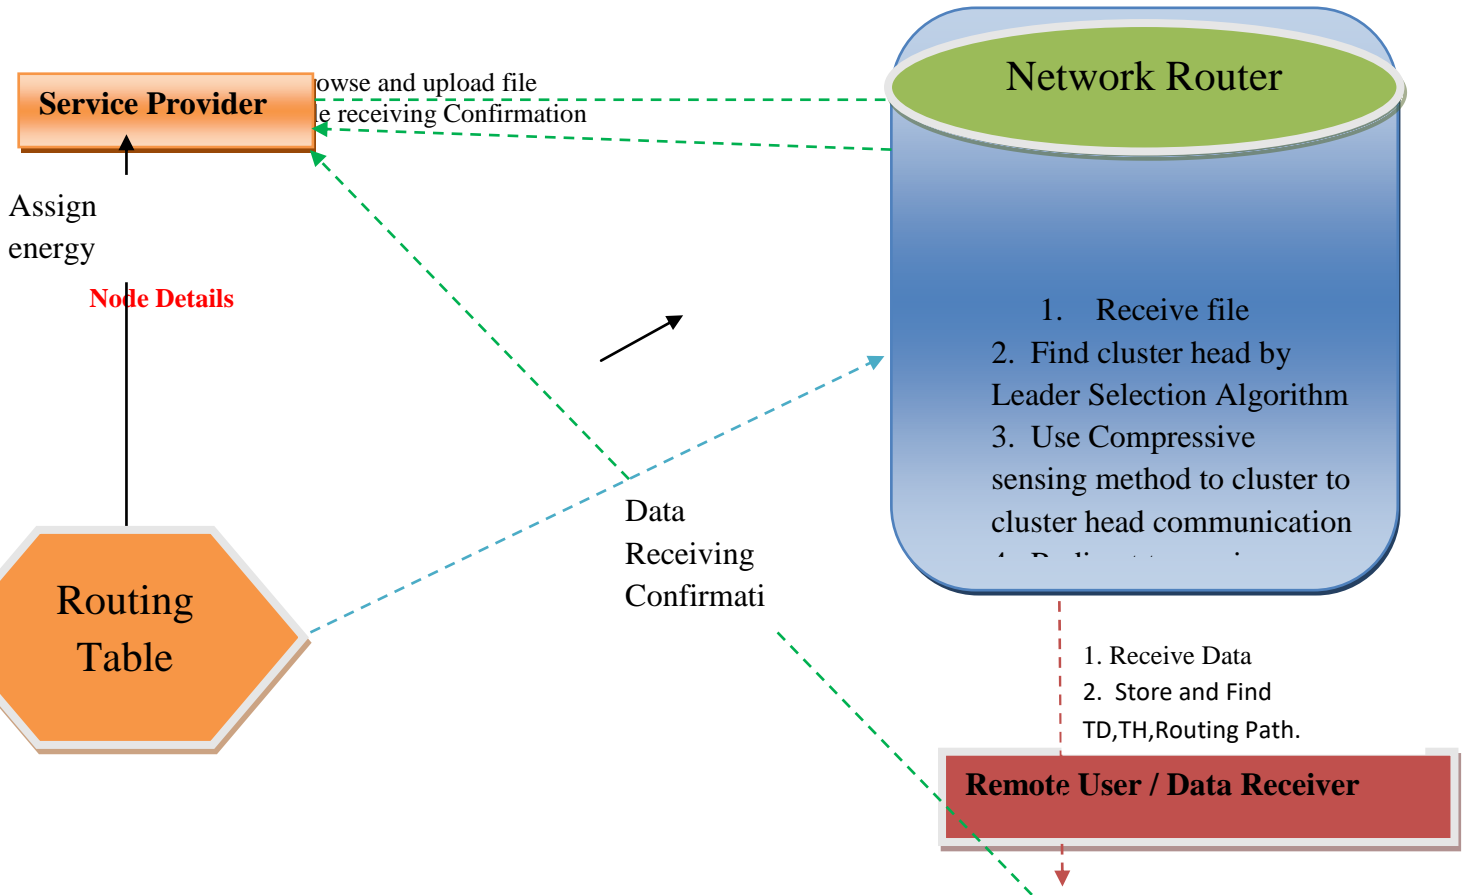 Network Router
owse and upload file
Service Provider
e receiving Confirmation
Assign
energy
Node Details
1. Receive file
2. Find cluster head by
Leader Selection Algorithm
3. Use Compressive
sensing method to cluster to
cluster head communication
Data
Receiving
Confirmati
Routing
Table
1. Receive Data
2. Store and Find
TD,TH,Routing Path.
Remote User / Data Receiver